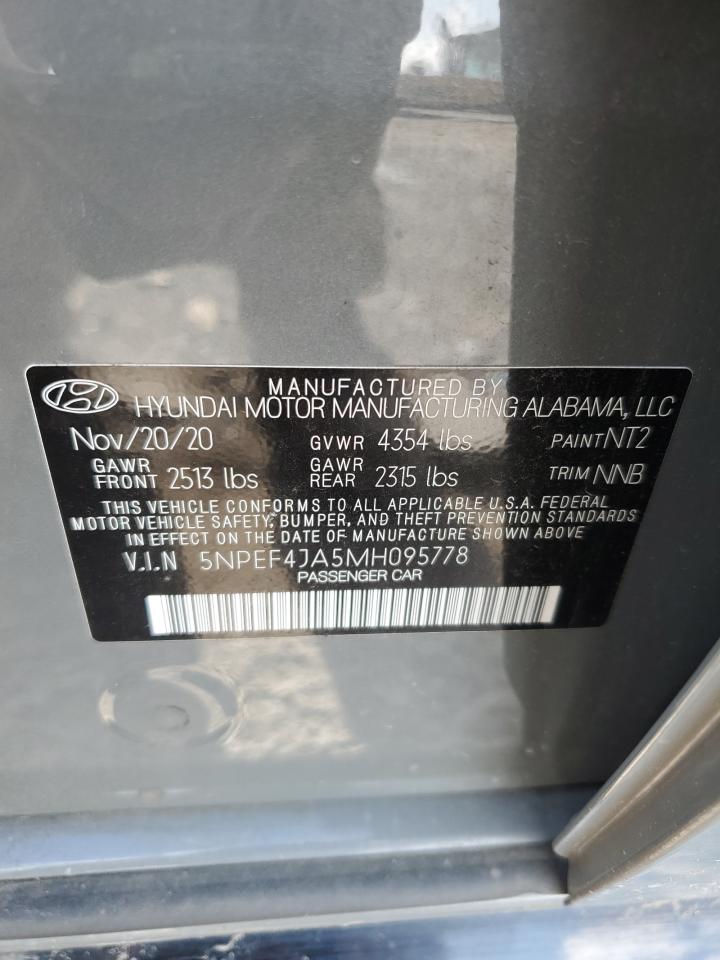 MANUFACTURED BY
HYUNDAI MOTOR MANUFACTURING ALABAMA, LLC
Nov/20/20 GVWR 4354 lbs PAINT NT2
GAWR FRONT 2513 lbs GAWR REAR 2315 lbs TRIM NNB
THIS VEHICLE CONFORMS TO ALL APPLICABLE U.S.A. FEDERAL
MOTOR VEHICLE SAFETY, BUMPER, AND THEFT PREVENTION STANDARDS
IN EFFECT ON THE DATE OF MANUFACTURE SHOWN ABOVE
V.I.N 5NPEF4JA5MH095778
PASSENGER CAR